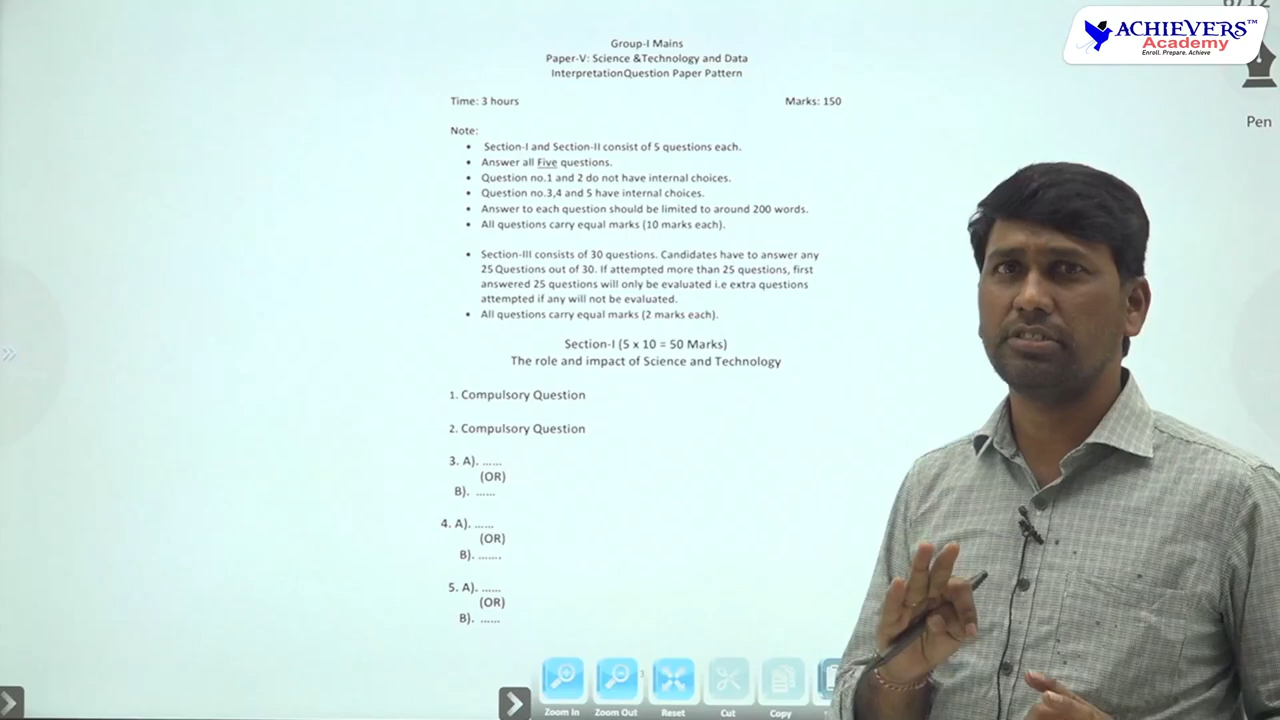 6/12
ACHIEVERS™
Academy
Enroll. Prepare. Achieve
Pen
Group-I Mains
Paper-V: Science &Technology and Data
InterpretationQuestion Paper Pattern
Time: 3 hours Marks: 150
Note:
• Section-I and Section-II consist of 5 questions each.
• Answer all Five questions.
• Question no.1 and 2 do not have internal choices.
• Question no.3,4 and 5 have internal choices.
• Answer to each question should be limited to around 200 words.
• All questions carry equal marks (10 marks each).
• Section-III consists of 30 questions. Candidates have to answer any
25 Questions out of 30. If attempted more than 25 questions, first
answered 25 questions will only be evaluated i.e extra questions
attempted if any will not be evaluated.
• All questions carry equal marks (2 marks each).
Section-I (5 x 10 = 50 Marks)
The role and impact of Science and Technology
1. Compulsory Question
2. Compulsory Question
3. A). ......
(OR)
B). ......
4. A). ......
(OR)
B). .......
5. A). ......
(OR)
B). ......
3
Zoom In Zoom Out Reset Cut Copy